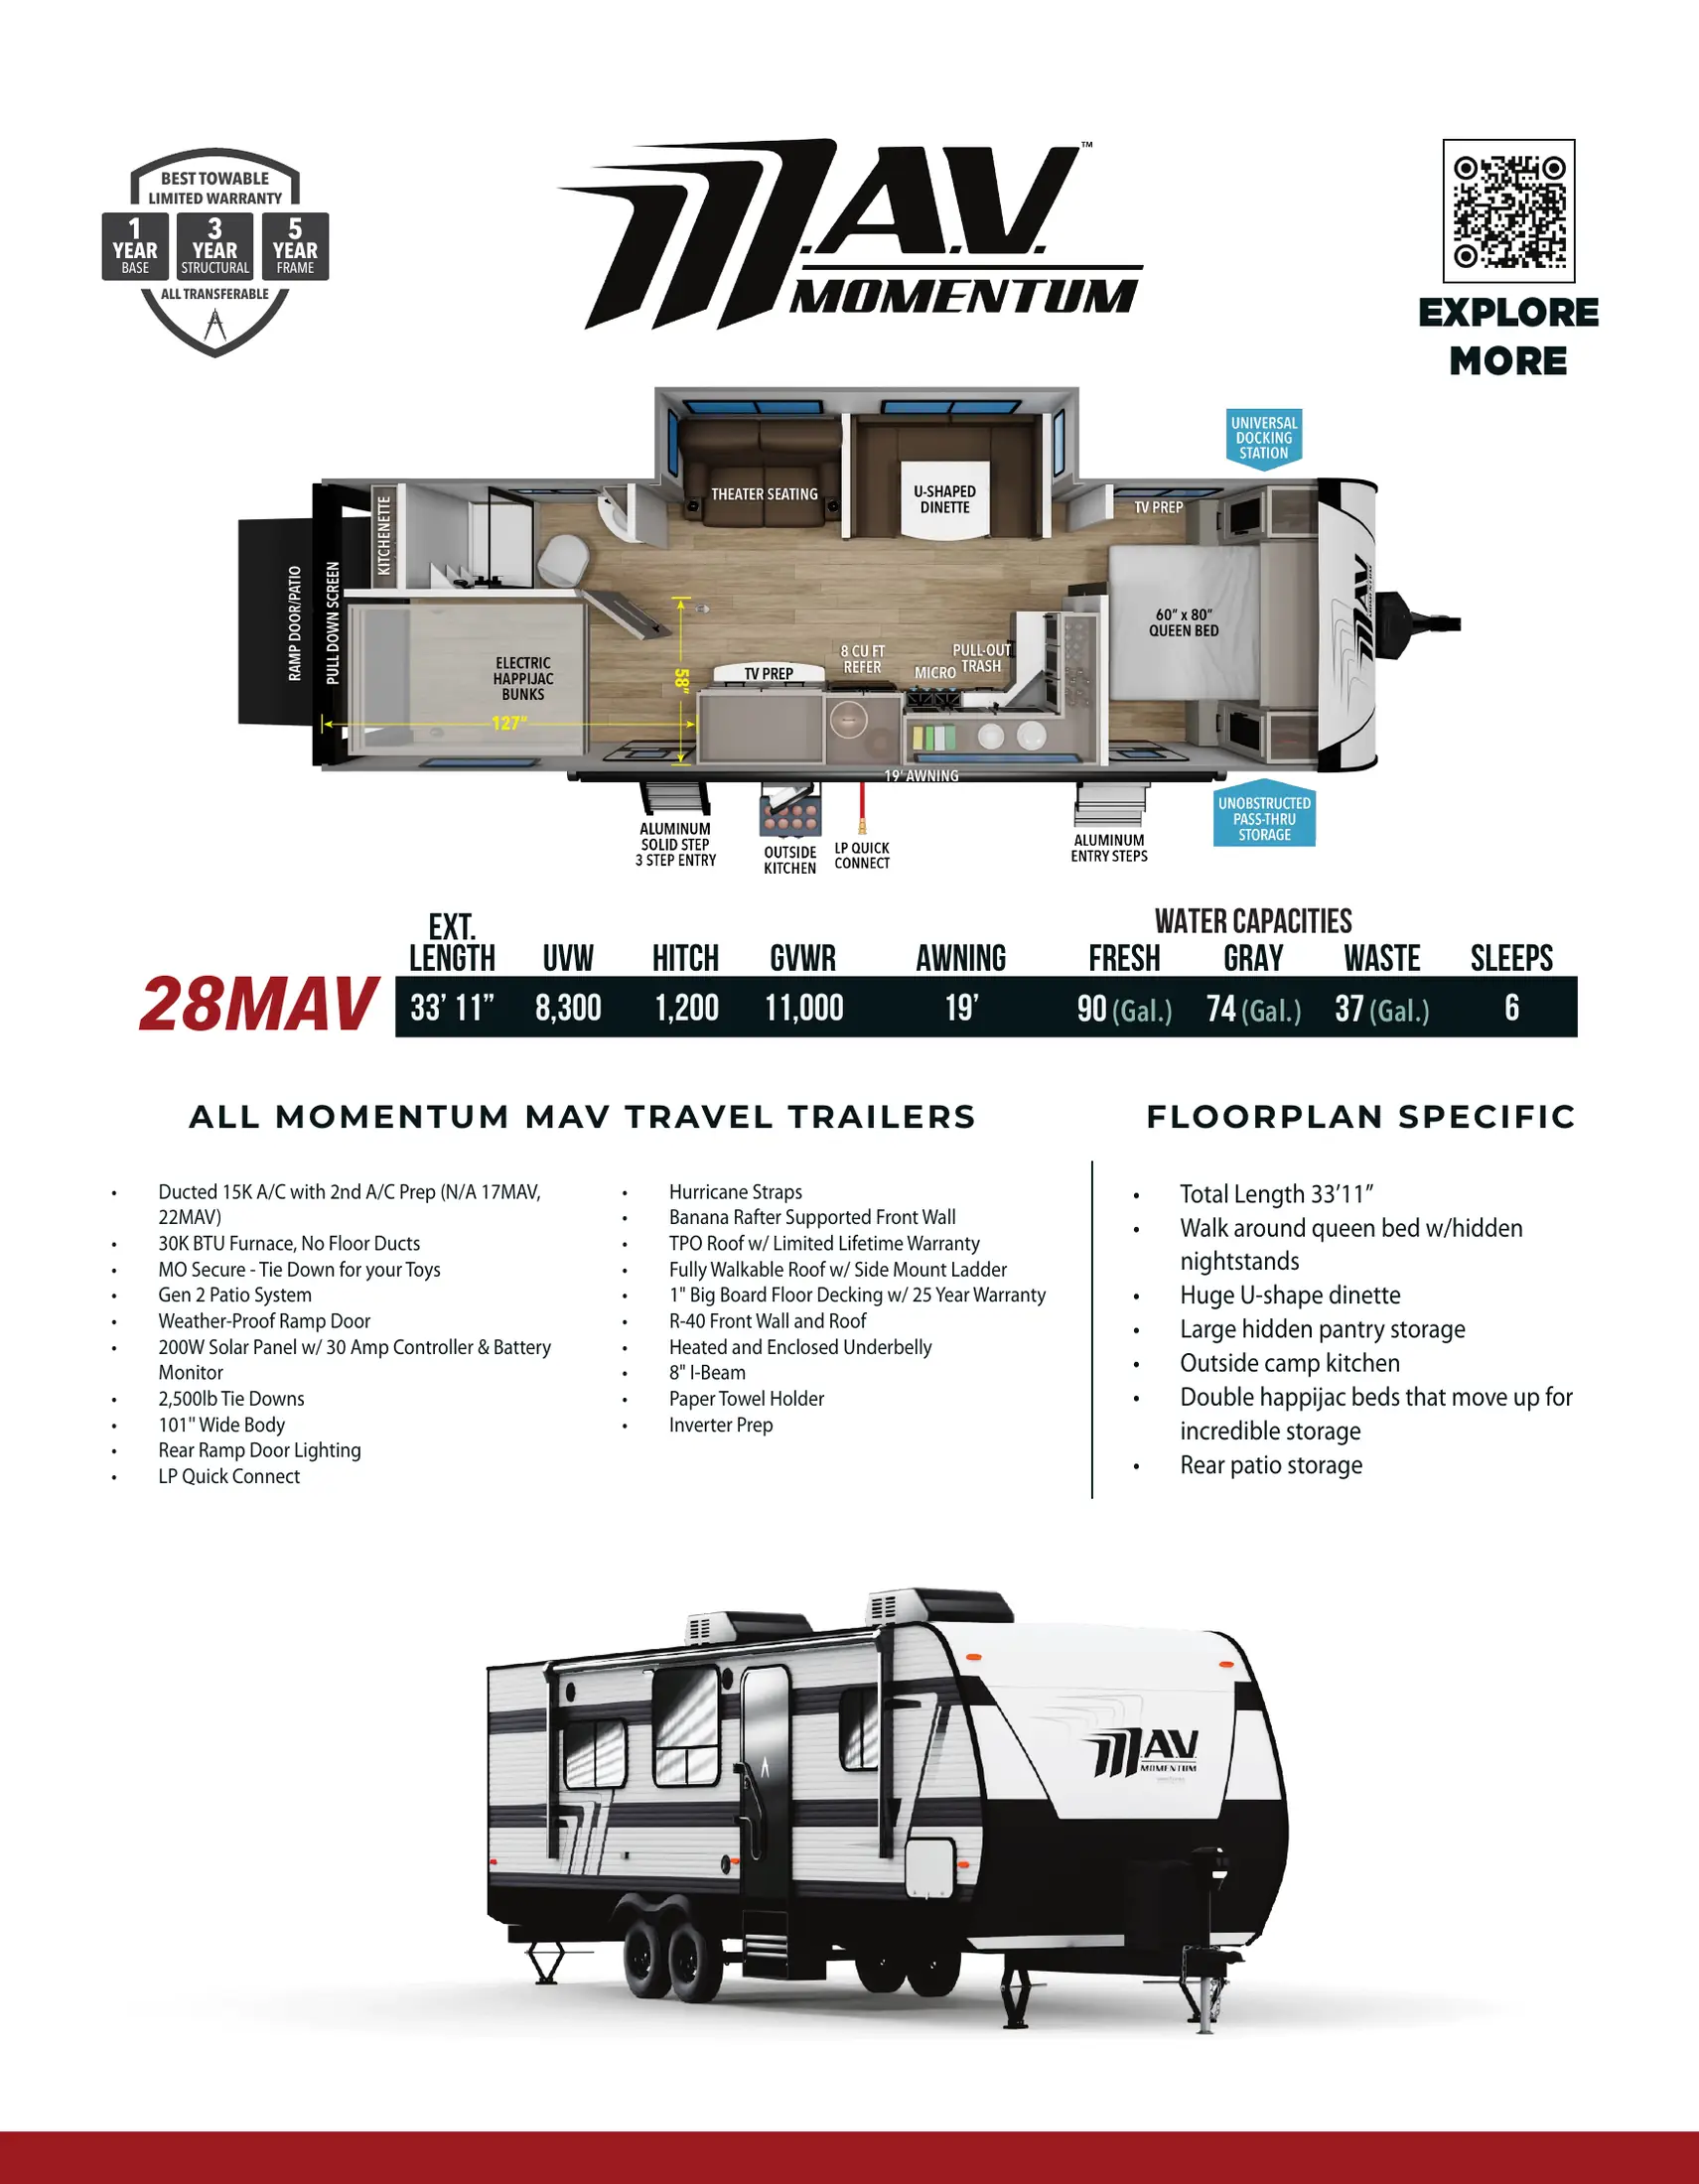 BEST TOWABLE
LIMITED WARRANTY
1
YEAR
BASE
3
YEAR
STRUCTURAL
5
YEAR
FRAME
ALL TRANSFERABLE
M.A.V.™
MOMENTUM
EXPLORE
MORE
UNIVERSAL
DOCKING
STATION
THEATER SEATING
U-SHAPED
DINETTE
TV PREP
KITCHENETTE
RAMP DOOR/PATIO
PULL DOWN SCREEN
ELECTRIC
HAPPIJAC
BUNKS
127"
58"
TV PREP
8 CU FT
REFER
MICRO
PULL-OUT
TRASH
60" x 80"
QUEEN BED
M.A.V.
MOMENTUM
19' AWNING
ALUMINUM
SOLID STEP
3 STEP ENTRY
OUTSIDE
KITCHEN
LP QUICK
CONNECT
ALUMINUM
ENTRY STEPS
UNOBSTRUCTED
PASS-THRU
STORAGE
WATER CAPACITIES
EXT.
LENGTH UVW HITCH GVWR AWNING FRESH GRAY WASTE SLEEPS
28MAV 33’ 11” 8,300 1,200 11,000 19’ 90 (Gal.) 74 (Gal.) 37 (Gal.) 6
ALL MOMENTUM MAV TRAVEL TRAILERS
• Ducted 15K A/C with 2nd A/C Prep (N/A 17MAV,
22MAV)
• 30K BTU Furnace, No Floor Ducts
• MO Secure - Tie Down for your Toys
• Gen 2 Patio System
• Weather-Proof Ramp Door
• 200W Solar Panel w/ 30 Amp Controller & Battery
Monitor
• 2,500lb Tie Downs
• 101" Wide Body
• Rear Ramp Door Lighting
• LP Quick Connect
• Hurricane Straps
• Banana Rafter Supported Front Wall
• TPO Roof w/ Limited Lifetime Warranty
• Fully Walkable Roof w/ Side Mount Ladder
• 1" Big Board Floor Decking w/ 25 Year Warranty
• R-40 Front Wall and Roof
• Heated and Enclosed Underbelly
• 8" I-Beam
• Paper Towel Holder
• Inverter Prep
FLOORPLAN SPECIFIC
• Total Length 33’11”
• Walk around queen bed w/hidden
nightstands
• Huge U-shape dinette
• Large hidden pantry storage
• Outside camp kitchen
• Double happijac beds that move up for
incredible storage
• Rear patio storage
M.A.V.
MOMENTUM